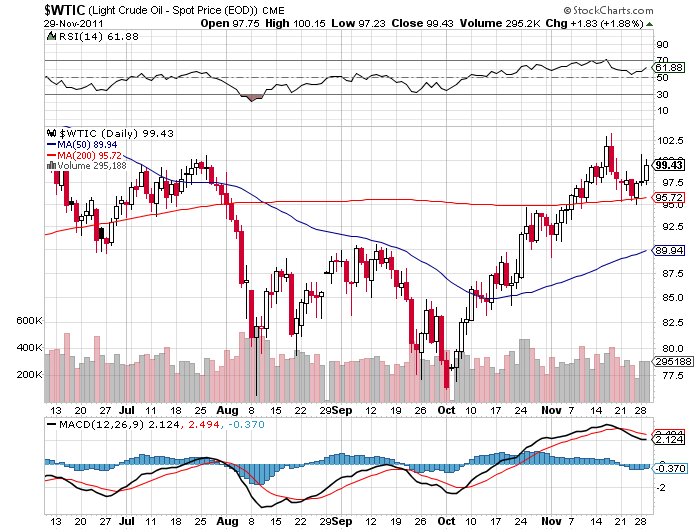 $WTIC (Light Crude Oil - Spot Price (EOD)) CME © StockCharts.com
29-Nov-2011 Open 97.75 High 100.15 Low 97.23 Close 99.43 Volume 295.2K Chg +1.83 (+1.88%)
RSI(14) 61.88
90
70
61.88
50
30
10
$WTIC (Daily) 99.43
MA(50) 89.94
MA(200) 95.72
Volume 295,188
102.5
99.43
97.5
95.72
95.0
92.5
89.94
87.5
85.0
82.5
80.0
295188
77.5
600K
400K
200K
13 20 27 Jul 11 18 25 Aug 8 15 22 29 Sep 12 19 26 Oct 10 17 24 Nov 7 14 21 28
MACD(12,26,9) 2.124, 2.494, -0.370
2.494
2.124
0
-0.370
-2
13 20 27 Jul 11 18 25 Aug 8 15 22 29 Sep 12 19 26 Oct 10 17 24 Nov 7 14 21 28